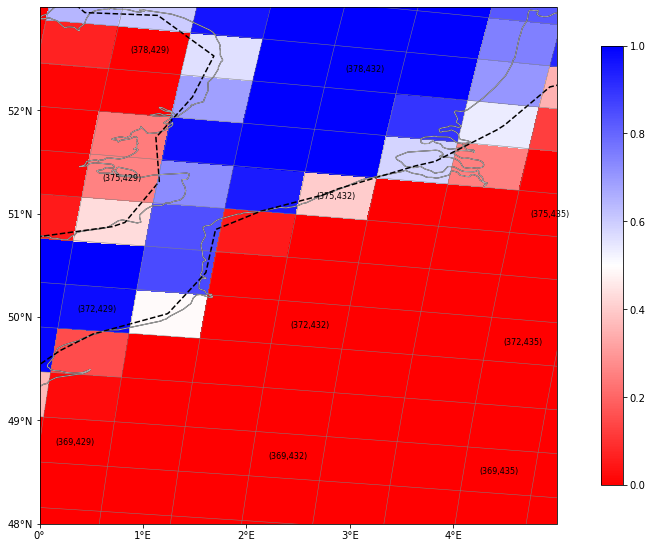 (378,429)
(378,432)
1.0
52°N
0.8
(375,429)
(375,432)
(375,435)
51°N
0.6
(372,429)
50°N
(372,432)
(372,435)
0.4
0.2
49°N
(369,429)
(369,432)
(369,435)
0.0
48°N
0°
1°E
2°E
3°E
4°E